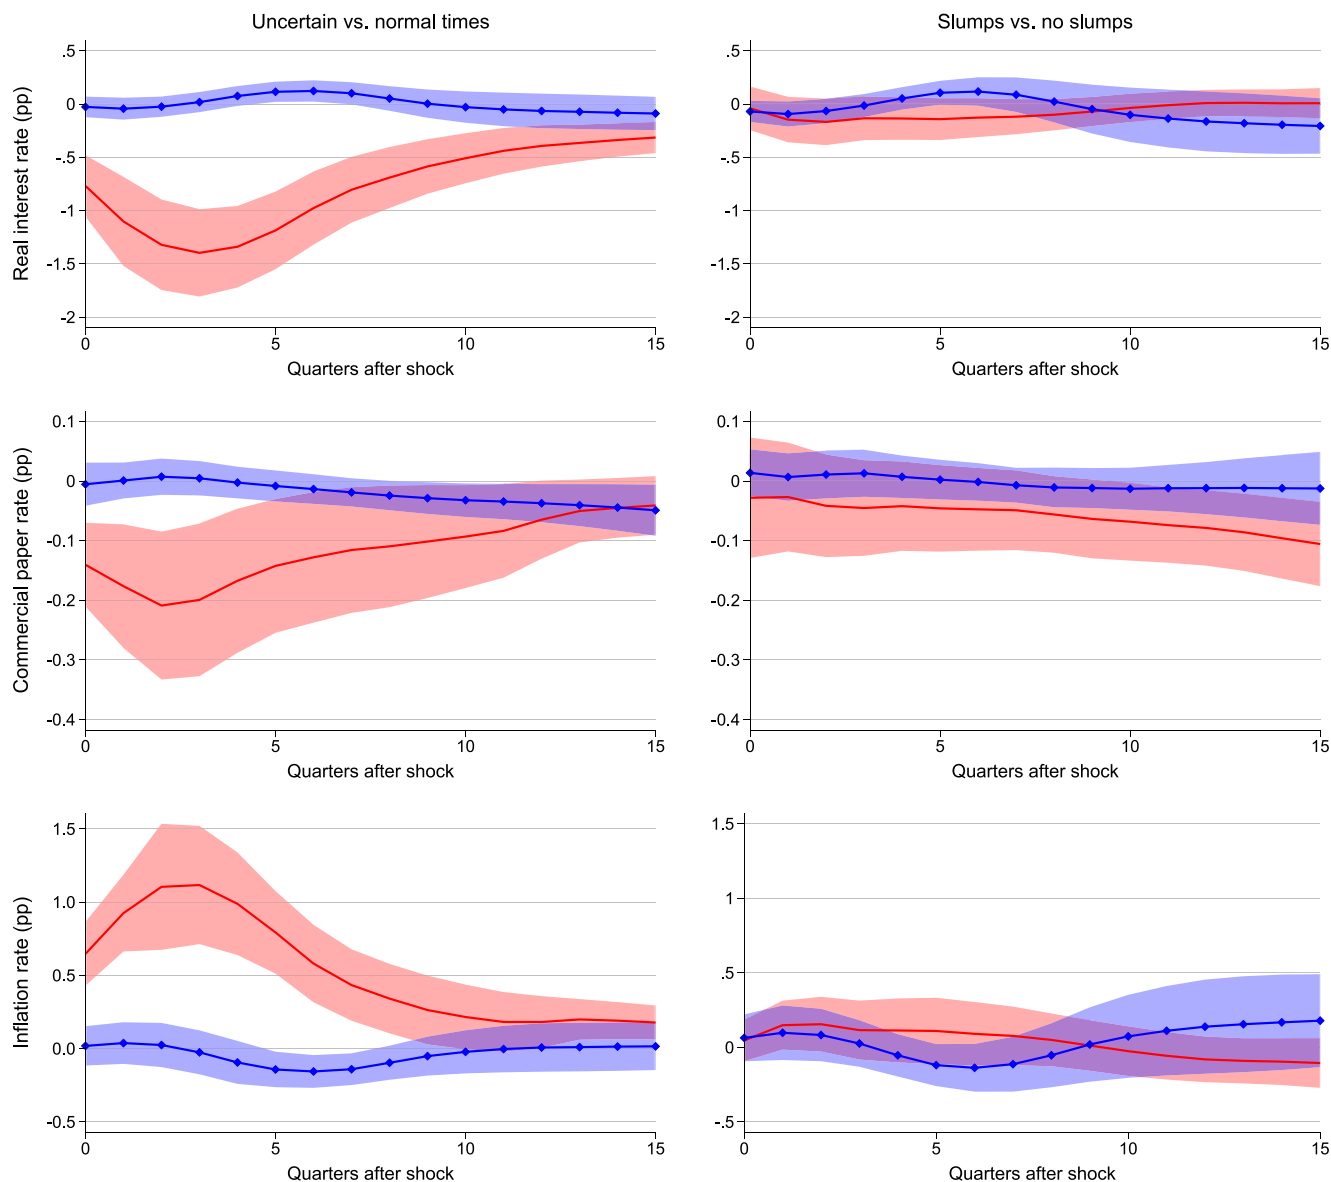 Uncertain vs. normal times
Slumps vs. no slumps
Real interest rate (pp)
.5
0
-.5
-1
-1.5
-2
0 5 10 15
Quarters after shock
.5
0
-.5
-1
-1.5
-2
0 5 10 15
Quarters after shock
Commercial paper rate (pp)
0.1
0
-0.1
-0.2
-0.3
-0.4
0 5 10 15
Quarters after shock
0.1
0
-0.1
-0.2
-0.3
-0.4
0 5 10 15
Quarters after shock
Inflation rate (pp)
1.5
1.0
0.5
0.0
-0.5
0 5 10 15
Quarters after shock
1.5
1
.5
0
-.5
0 5 10 15
Quarters after shock